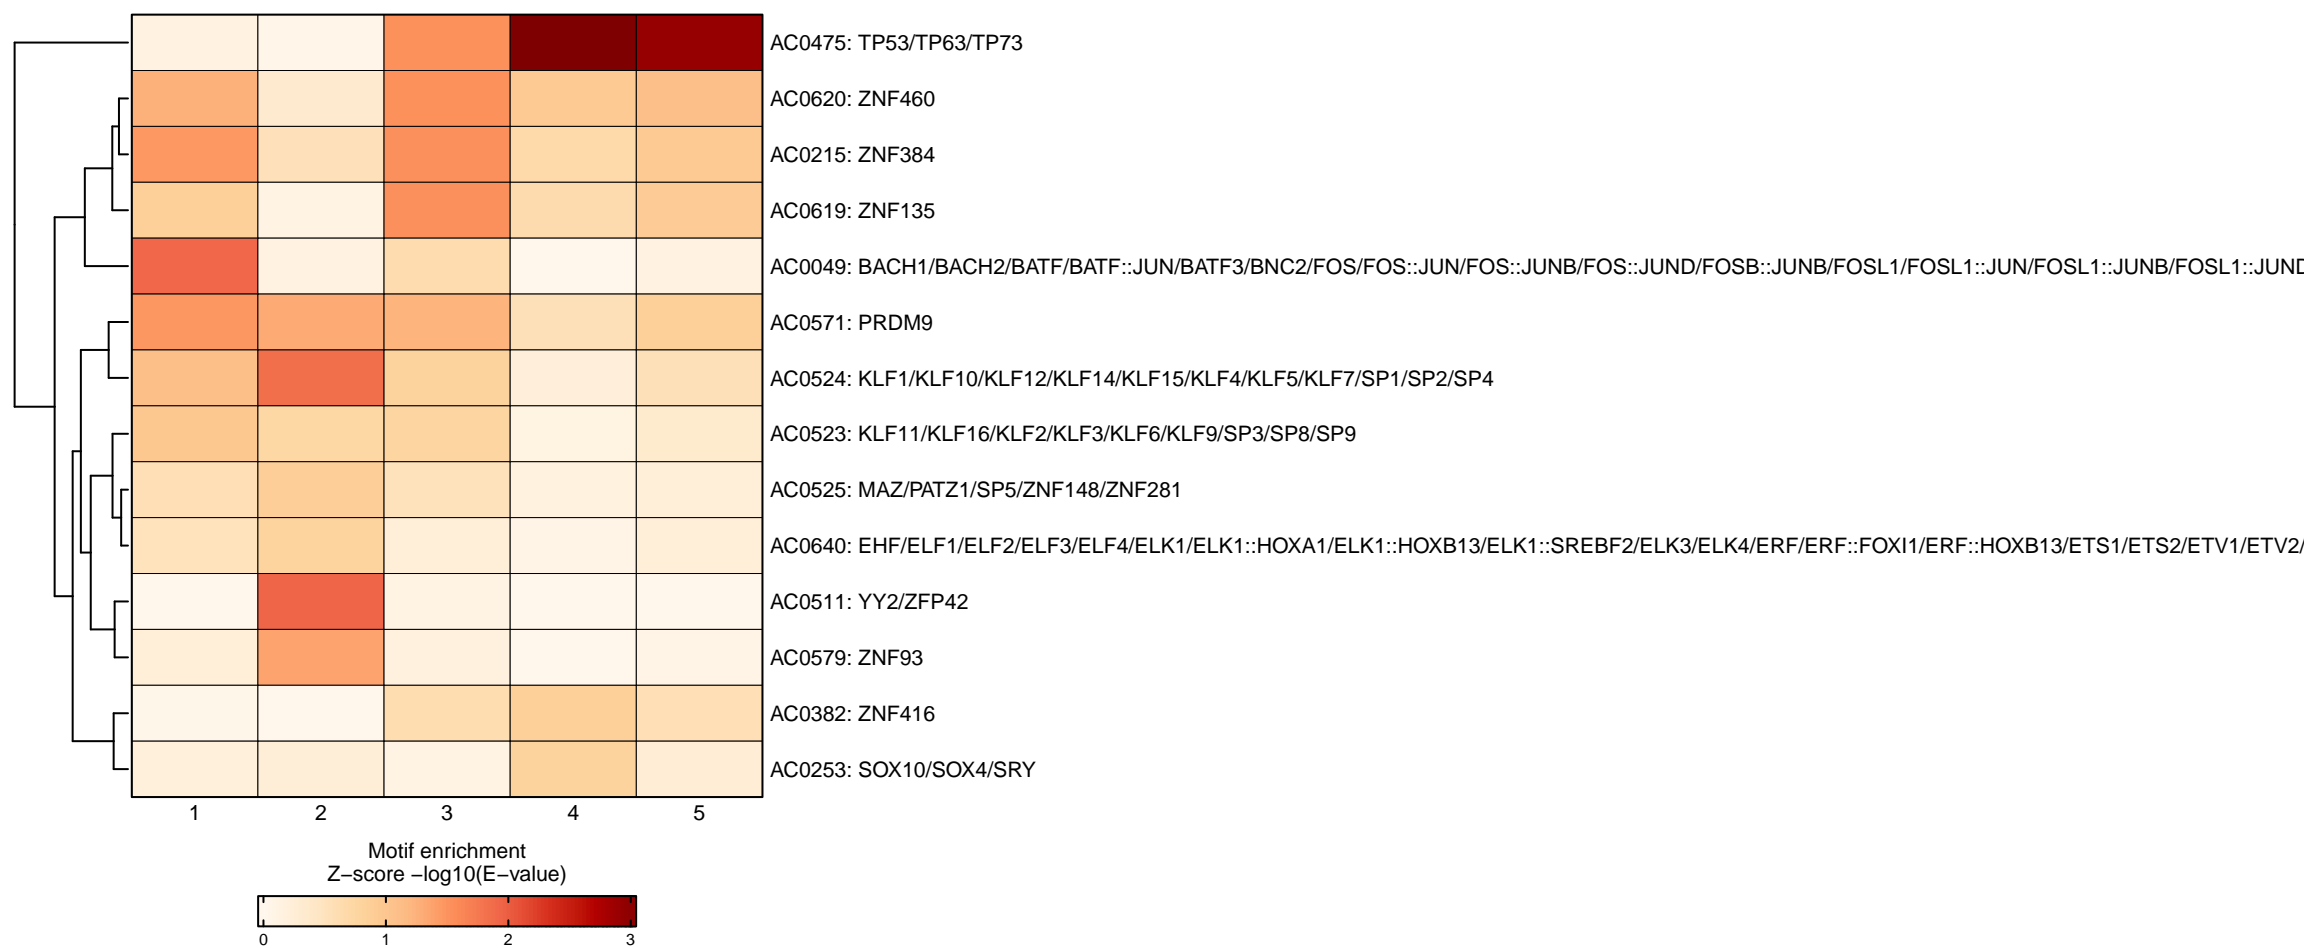 AC0475: TP53/TP63/TP73
AC0620: ZNF460
AC0215: ZNF384
AC0619: ZNF135
AC0049: BACH1/BACH2/BATF/BATF::JUN/BATF3/BNC2/FOS/FOS::JUN/FOS::JUNB/FOS::JUND/FOSB::JUNB/FOSL1/FOSL1::JUN/FOSL1::JUNB/FOSL1::JUND
AC0571: PRDM9
AC0524: KLF1/KLF10/KLF12/KLF14/KLF15/KLF4/KLF5/KLF7/SP1/SP2/SP4
AC0523: KLF11/KLF16/KLF2/KLF3/KLF6/KLF9/SP3/SP8/SP9
AC0525: MAZ/PATZ1/SP5/ZNF148/ZNF281
AC0640: EHF/ELF1/ELF2/ELF3/ELF4/ELK1/ELK1::HOXA1/ELK1::HOXB13/ELK1::SREBF2/ELK3/ELK4/ERF/ERF::FOXI1/ERF::HOXB13/ETS1/ETS2/ETV1/ETV2/
AC0511: YY2/ZFP42
AC0579: ZNF93
AC0382: ZNF416
AC0253: SOX10/SOX4/SRY
1 2 3 4 5
Motif enrichment
Z−score −log10(E−value)
0 1 2 3